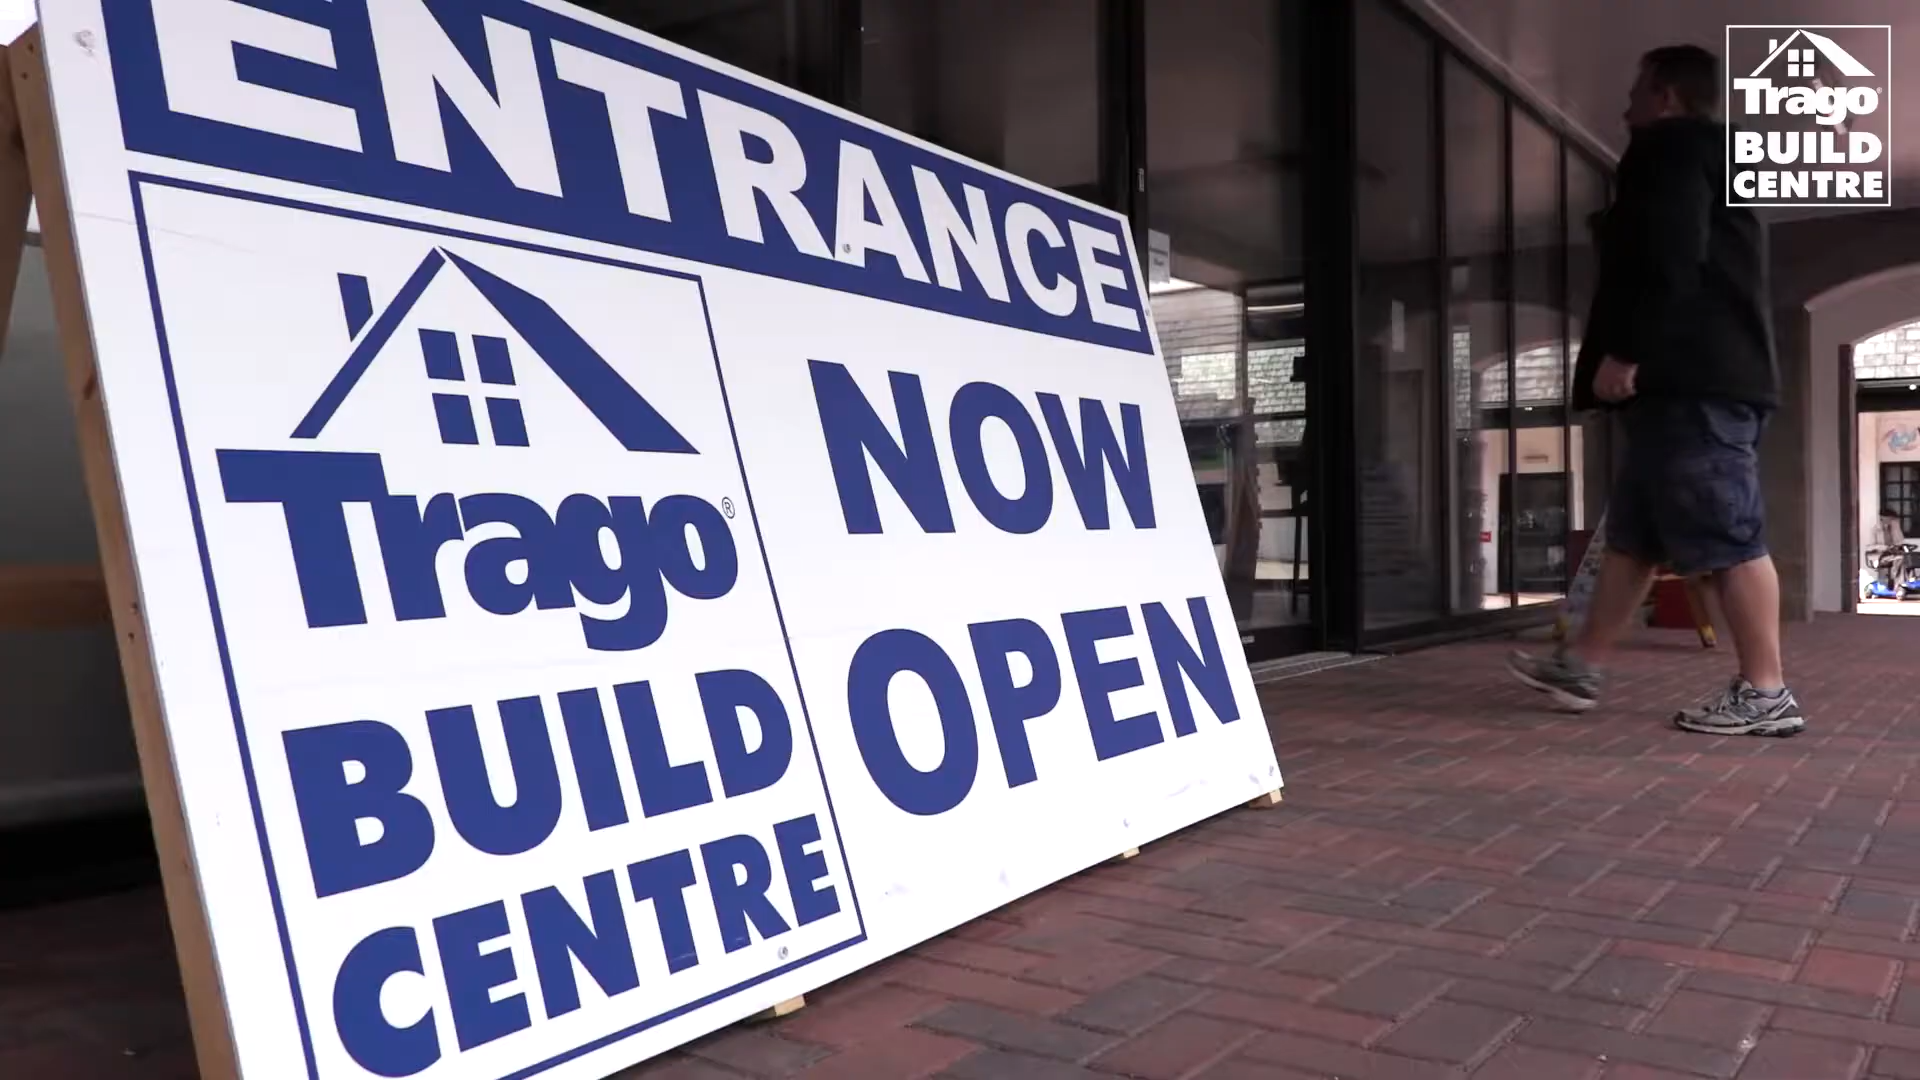 ENTRANCE
Trago®
BUILD
CENTRE
NOW
OPEN
Trago®
BUILD
CENTRE